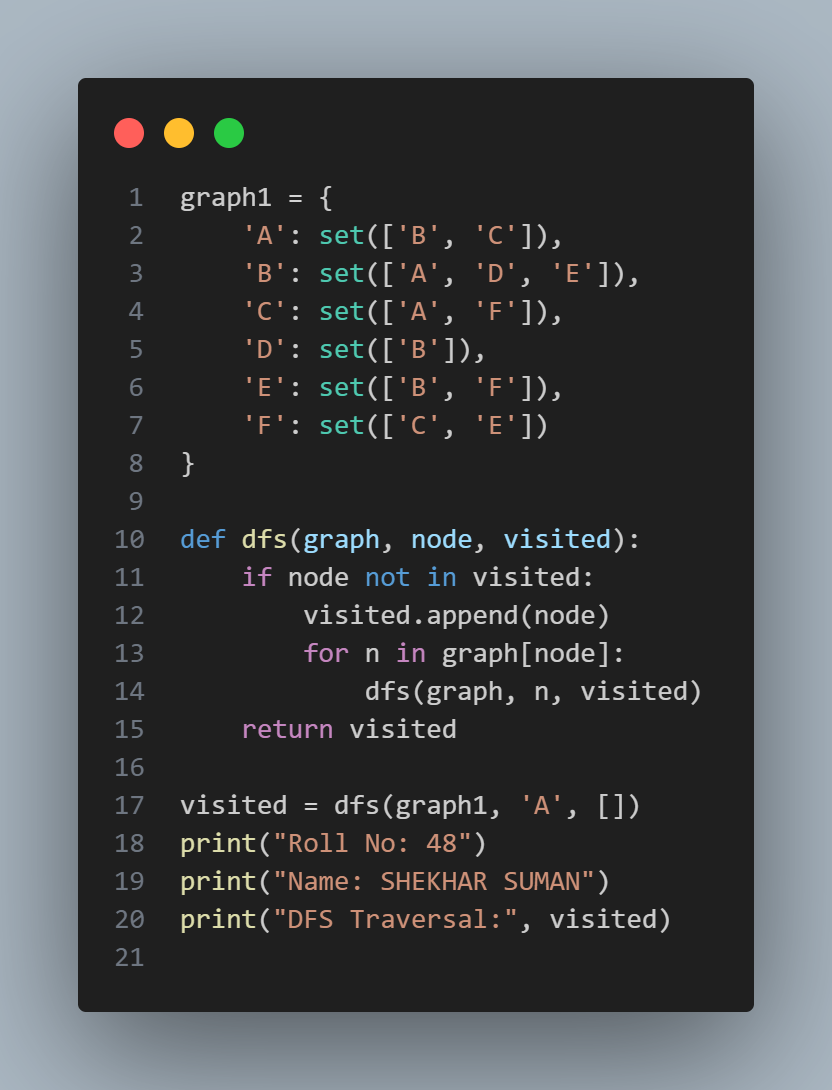 1 graph1 = {
2     'A': set(['B', 'C']),
3     'B': set(['A', 'D', 'E']),
4     'C': set(['A', 'F']),
5     'D': set(['B']),
6     'E': set(['B', 'F']),
7     'F': set(['C', 'E'])
8 }
9
10 def dfs(graph, node, visited):
11     if node not in visited:
12         visited.append(node)
13         for n in graph[node]:
14             dfs(graph, n, visited)
15     return visited
16
17 visited = dfs(graph1, 'A', [])
18 print("Roll No: 48")
19 print("Name: SHEKHAR SUMAN")
20 print("DFS Traversal:", visited)
21